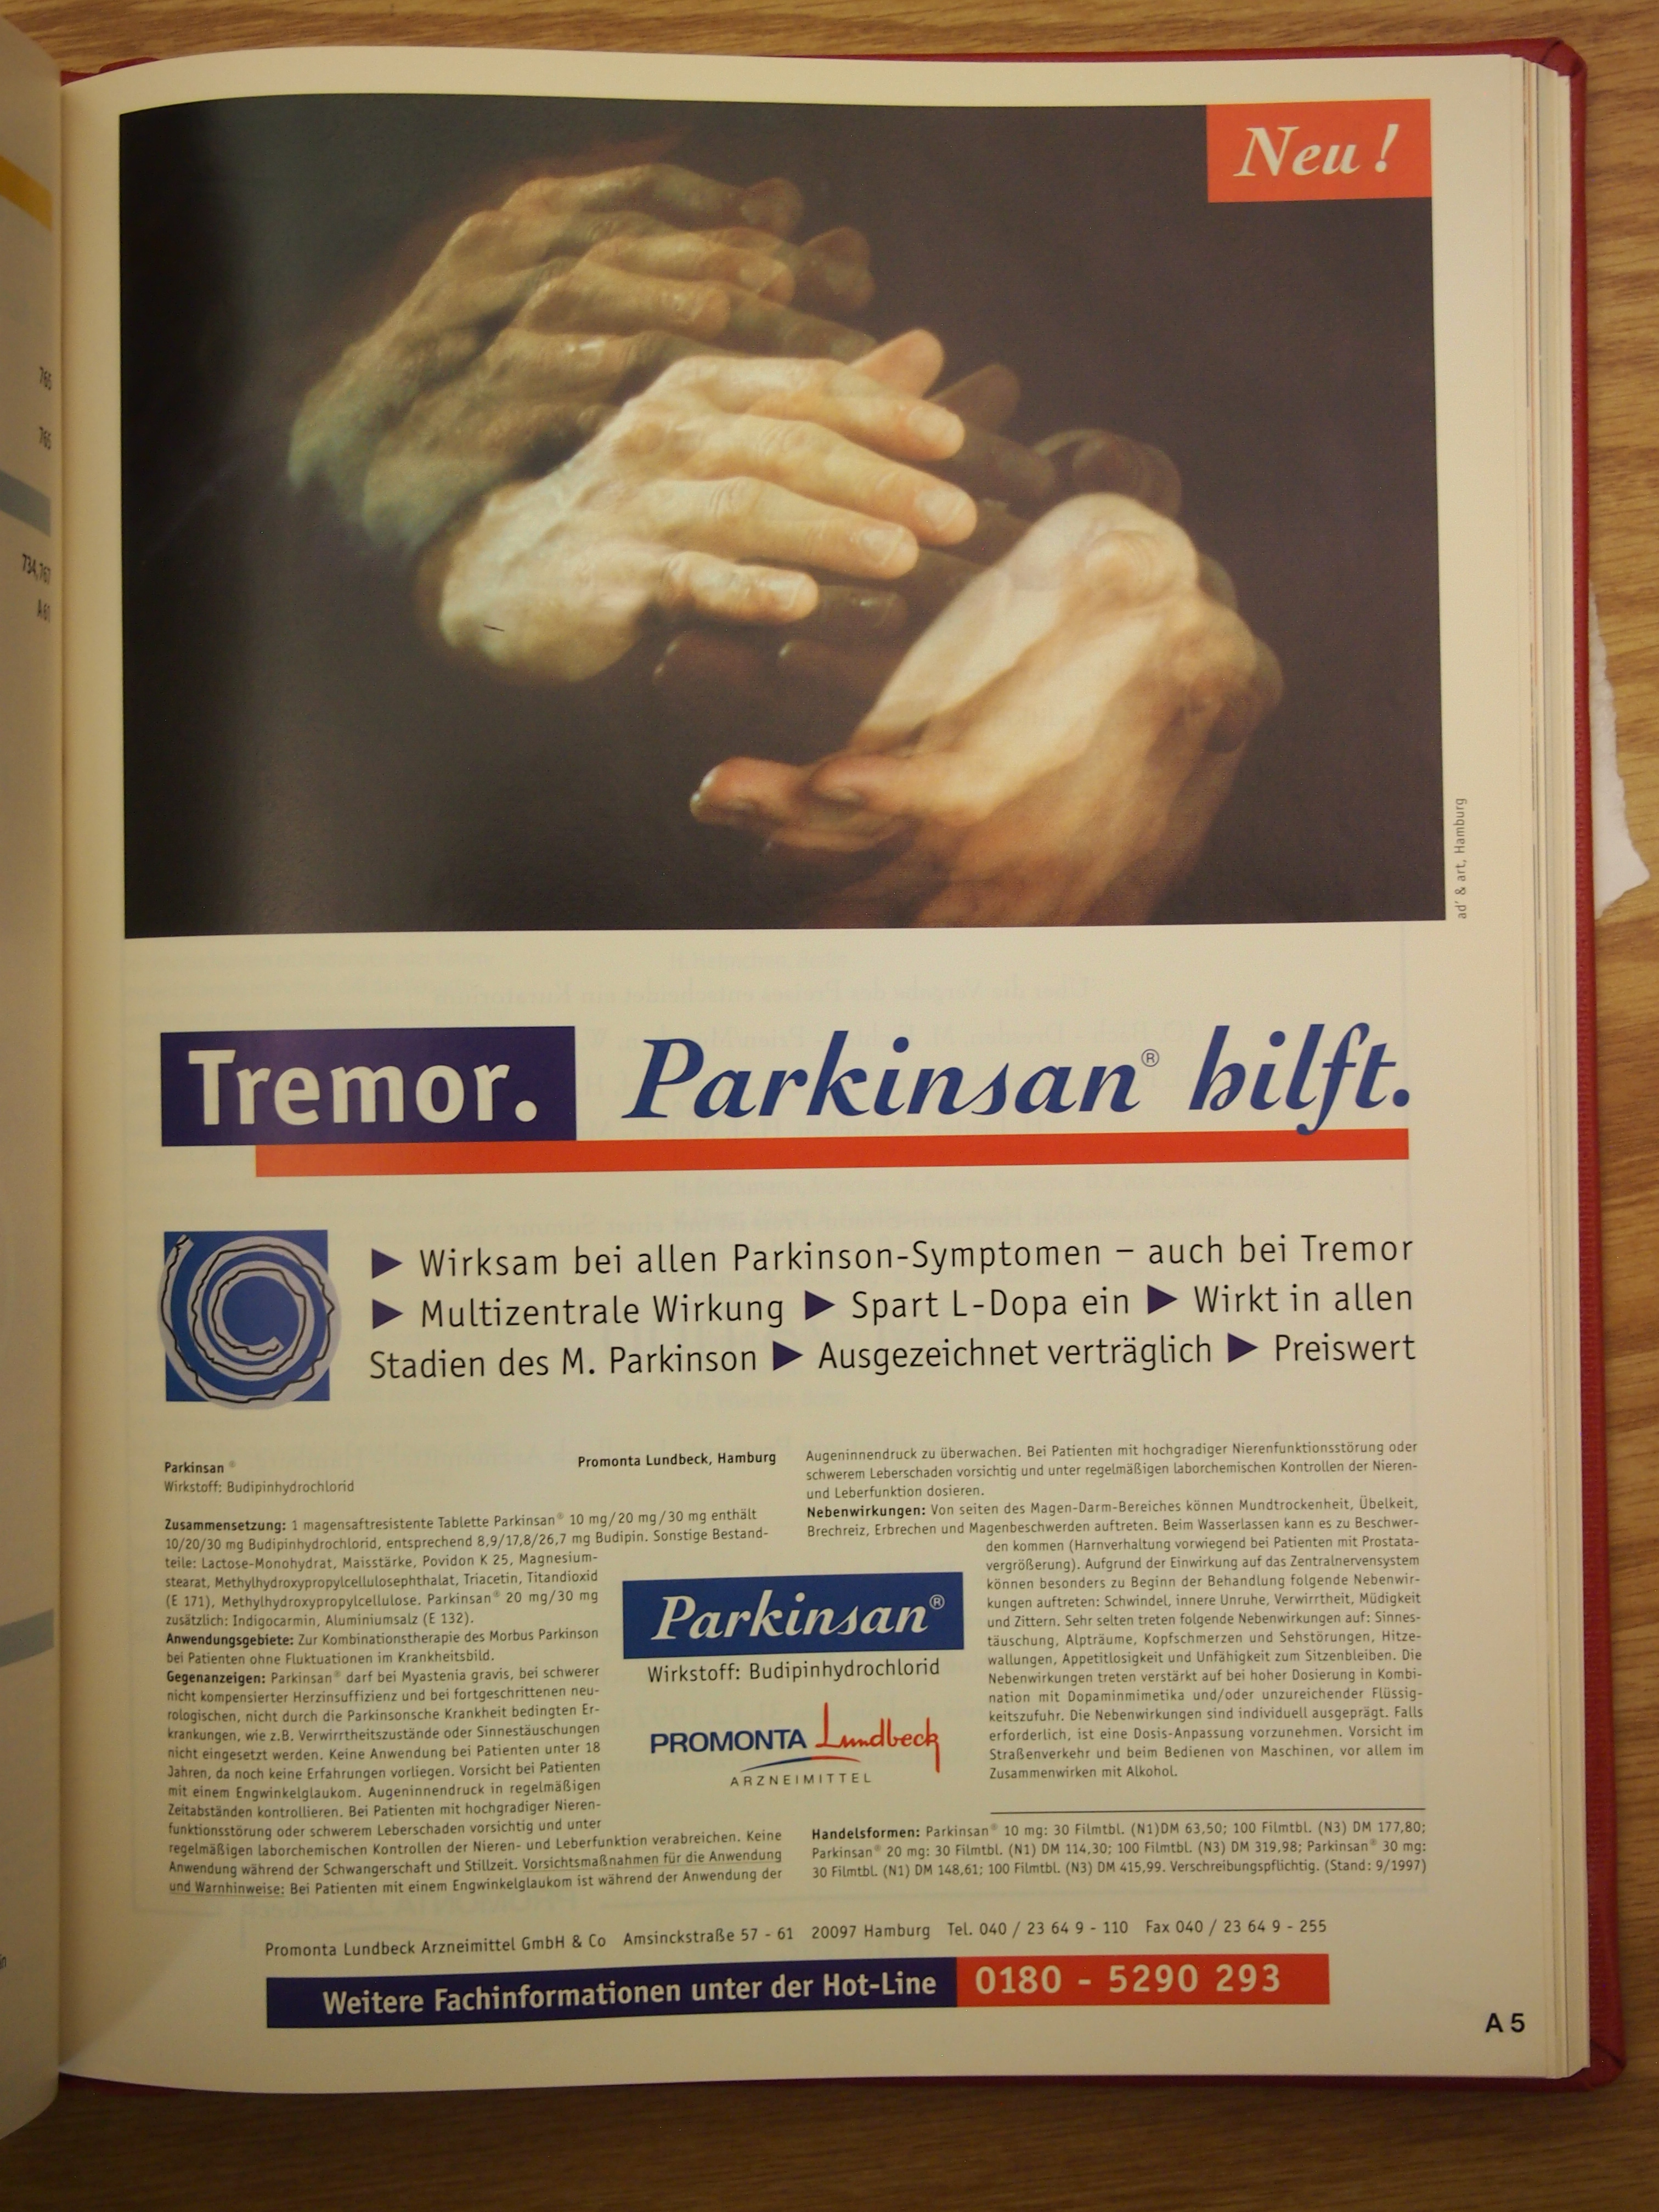 766
766
734,767
A 61
Neu !
ad' & art, Hamburg
Tremor. Parkinsan® hilft.
▶ Wirksam bei allen Parkinson-Symptomen – auch bei Tremor
▶ Multizentrale Wirkung ▶ Spart L-Dopa ein ▶ Wirkt in allen
Stadien des M. Parkinson ▶ Ausgezeichnet verträglich ▶ Preiswert
Parkinsan® Promonta Lundbeck, Hamburg
Wirkstoff: Budipinhydrochlorid
Zusammensetzung: 1 magensaftresistente Tablette Parkinsan® 10 mg/20 mg/30 mg enthält
10/20/30 mg Budipinhydrochlorid, entsprechend 8,9/17,8/26,7 mg Budipin. Sonstige Bestand-
teile: Lactose-Monohydrat, Maisstärke, Povidon K 25, Magnesium-
stearat, Methylhydroxypropylcellulosephthalat, Triacetin, Titandioxid
(E 171), Methylhydroxypropylcellulose. Parkinsan® 20 mg/30 mg
zusätzlich: Indigocarmin, Aluminiumsalz (E 132).
Anwendungsgebiete: Zur Kombinationstherapie des Morbus Parkinson
bei Patienten ohne Fluktuationen im Krankheitsbild.
Gegenanzeigen: Parkinsan® darf bei Myastenia gravis, bei schwerer
nicht kompensierter Herzinsuffizienz und bei fortgeschrittenen neu-
rologischen, nicht durch die Parkinsonsche Krankheit bedingten Er-
krankungen, wie z.B. Verwirrtheitszustände oder Sinnestäuschungen
nicht eingesetzt werden. Keine Anwendung bei Patienten unter 18
Jahren, da noch keine Erfahrungen vorliegen. Vorsicht bei Patienten
mit einem Engwinkelglaukom. Augeninnendruck in regelmäßigen
Zeitabständen kontrollieren. Bei Patienten mit hochgradiger Nieren-
funktionsstörung oder schwerem Leberschaden vorsichtig und unter
regelmäßigen laborchemischen Kontrollen der Nieren- und Leberfunktion verabreichen. Keine
Anwendung während der Schwangerschaft und Stillzeit. Vorsichtsmaßnahmen für die Anwendung
und Warnhinweise: Bei Patienten mit einem Engwinkelglaukom ist während der Anwendung der
Augeninnendruck zu überwachen. Bei Patienten mit hochgradiger Nierenfunktionsstörung oder
schwerem Leberschaden vorsichtig und unter regelmäßigen laborchemischen Kontrollen der Nieren-
und Leberfunktion dosieren.
Nebenwirkungen: Von seiten des Magen-Darm-Bereiches können Mundtrockenheit, Übelkeit,
Brechreiz, Erbrechen und Magenbeschwerden auftreten. Beim Wasserlassen kann es zu Beschwer-
den kommen (Harnverhaltung vorwiegend bei Patienten mit Prostata-
vergrößerung). Aufgrund der Einwirkung auf das Zentralnervensystem
können besonders zu Beginn der Behandlung folgende Nebenwir-
kungen auftreten: Schwindel, innere Unruhe, Verwirrtheit, Müdigkeit
und Zittern. Sehr selten treten folgende Nebenwirkungen auf: Sinnes-
täuschung, Alpträume, Kopfschmerzen und Sehstörungen, Hitze-
wallungen, Appetitlosigkeit und Unfähigkeit zum Sitzenbleiben. Die
Nebenwirkungen treten verstärkt auf bei hoher Dosierung in Kombi-
nation mit Dopaminmimetika und/oder unzureichender Flüssig-
keitszufuhr. Die Nebenwirkungen sind individuell ausgeprägt. Falls
erforderlich, ist eine Dosis-Anpassung vorzunehmen. Vorsicht im
Straßenverkehr und beim Bedienen von Maschinen, vor allem im
Zusammenwirken mit Alkohol.
Parkinsan®
Wirkstoff: Budipinhydrochlorid
PROMONTA Lundbeck
ARZNEIMITTEL
Handelsformen: Parkinsan® 10 mg: 30 Filmtbl. (N1)DM 63,50; 100 Filmtbl. (N3) DM 177,80;
Parkinsan® 20 mg: 30 Filmtbl. (N1) DM 114,30; 100 Filmtbl. (N3) DM 319,98; Parkinsan® 30 mg:
30 Filmtbl. (N1) DM 148,61; 100 Filmtbl. (N3) DM 415,99. Verschreibungspflichtig. (Stand: 9/1997)
Promonta Lundbeck Arzneimittel GmbH & Co Amsinckstraße 57 - 61 20097 Hamburg Tel. 040 / 23 64 9 - 110 Fax 040 / 23 64 9 - 255
Weitere Fachinformationen unter der Hot-Line 0180 - 5290 293
A 5